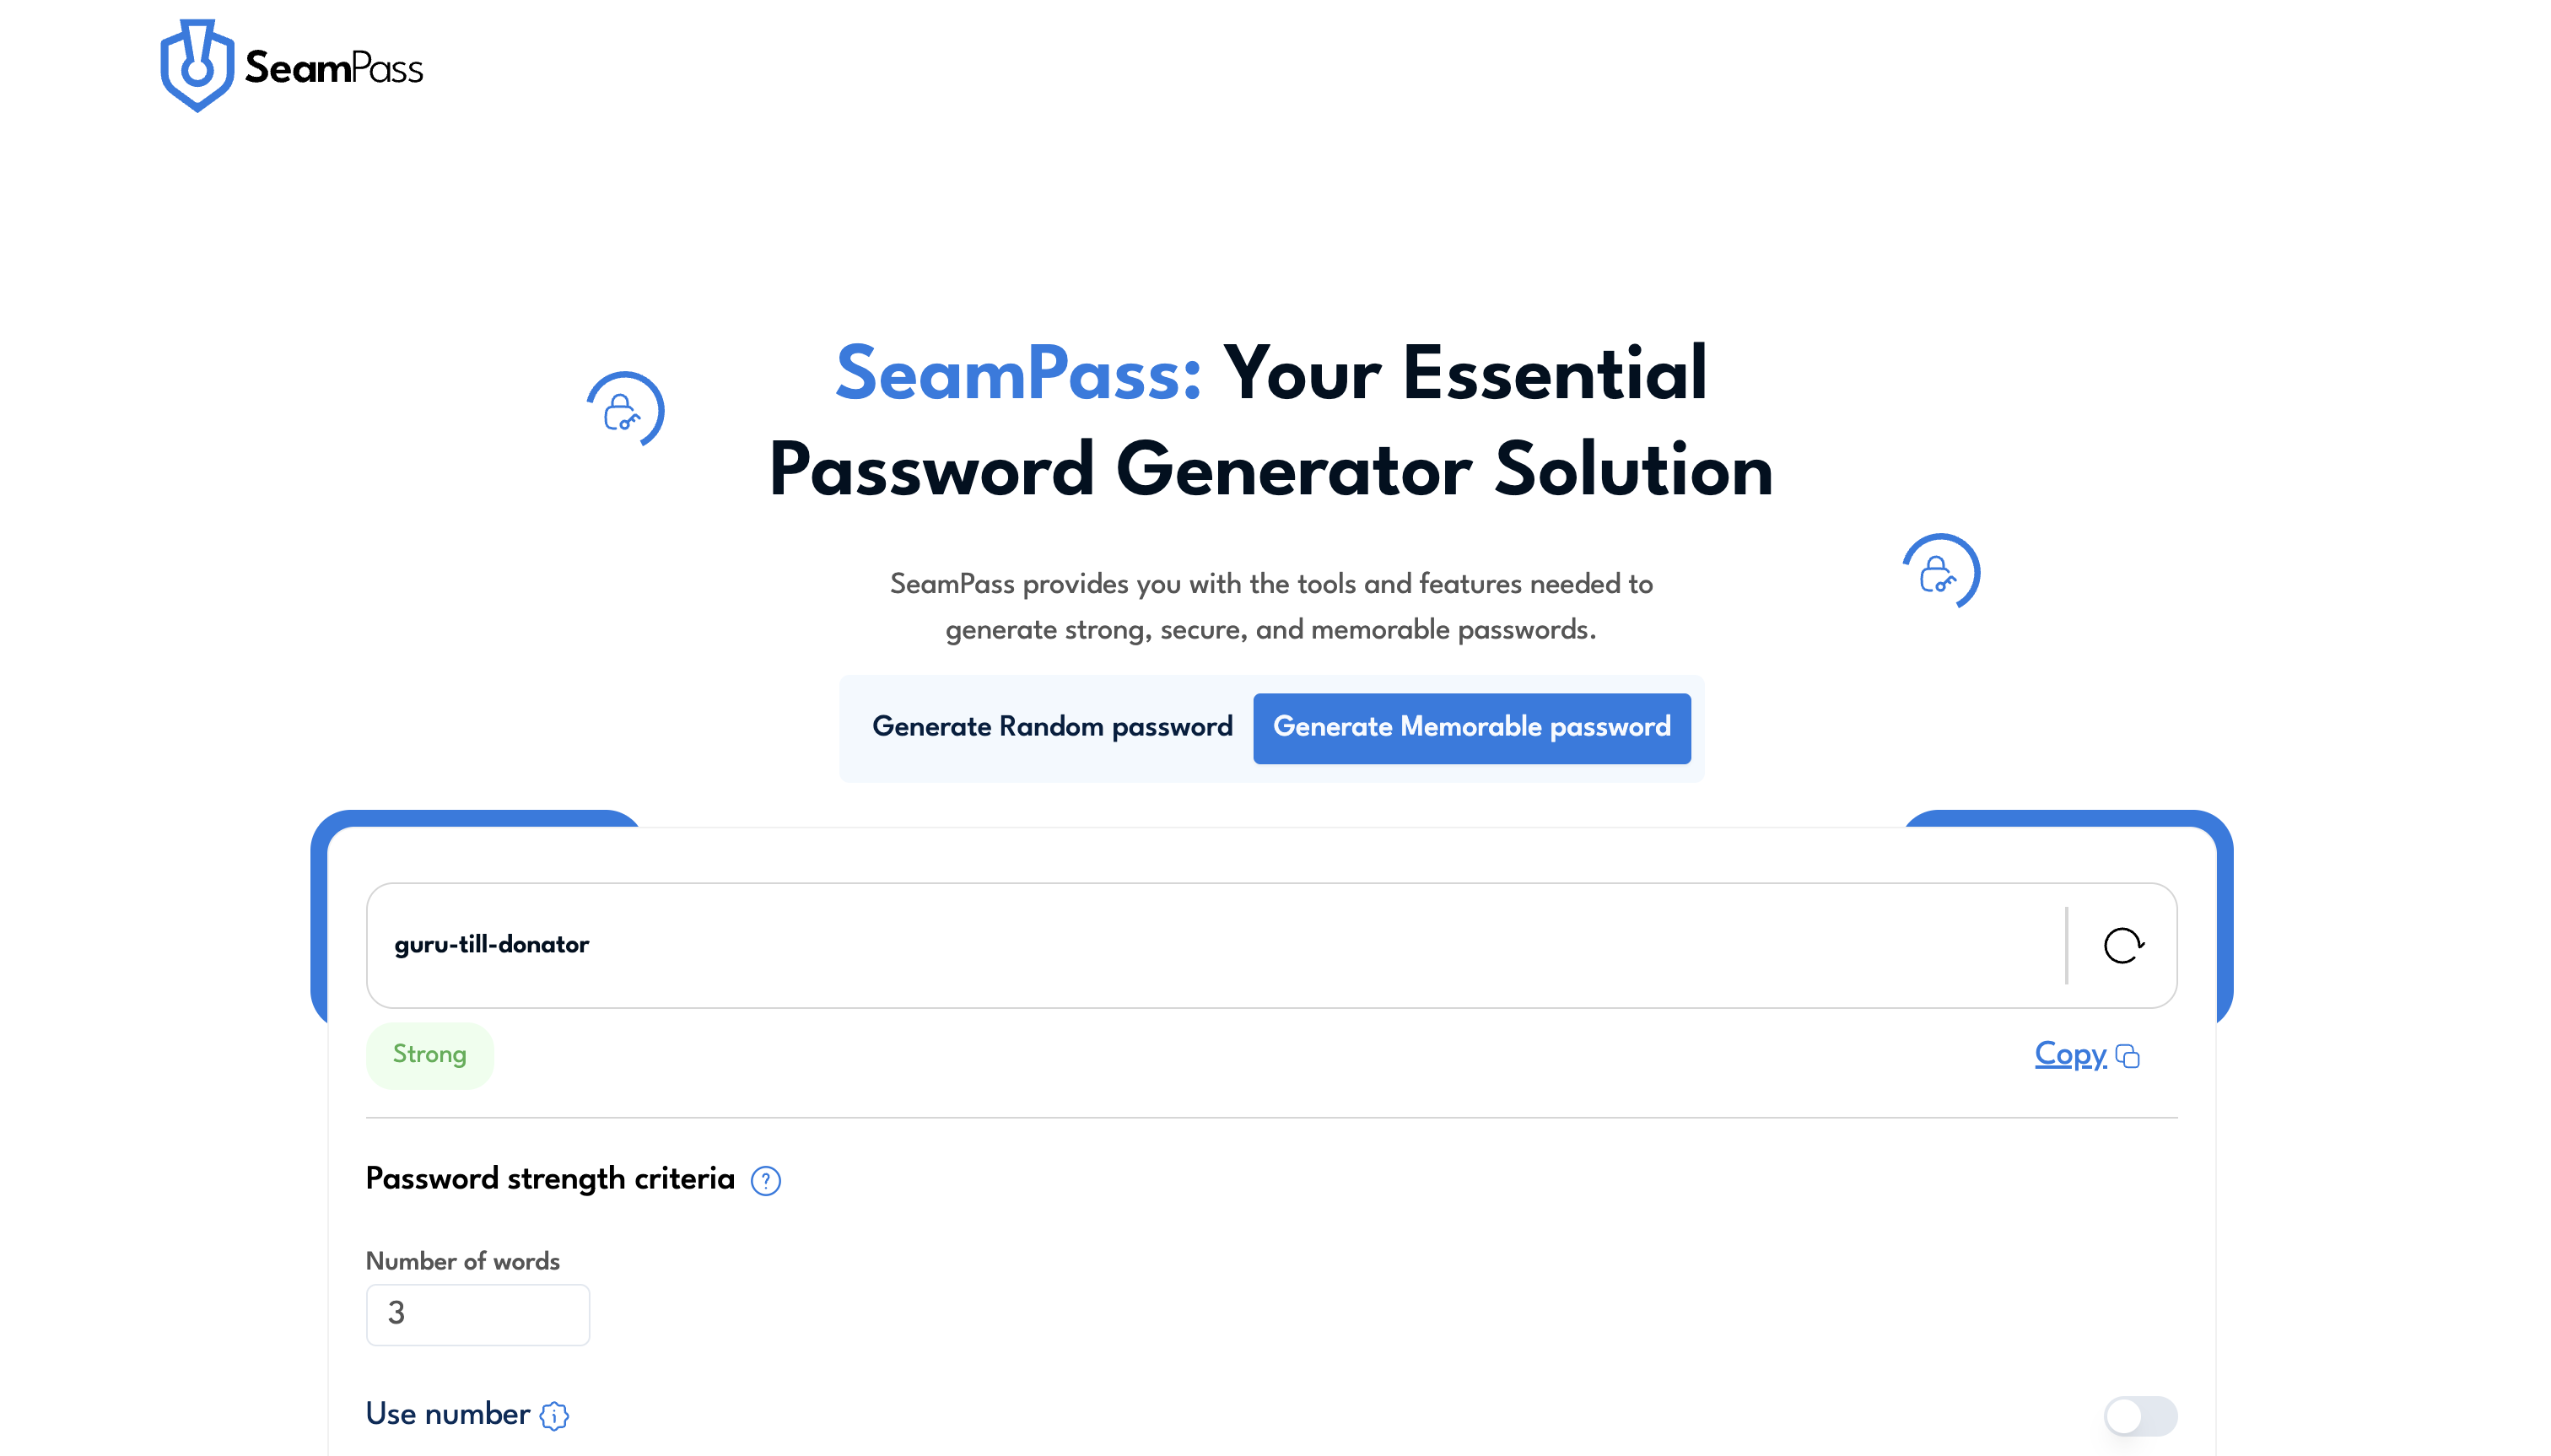 SeamPass
SeamPass: Your Essential
Password Generator Solution
SeamPass provides you with the tools and features needed to
generate strong, secure, and memorable passwords.
Generate Random password
Generate Memorable password
guru-till-donator
Strong
Copy
Password strength criteria ?
Number of words
3
Use number i